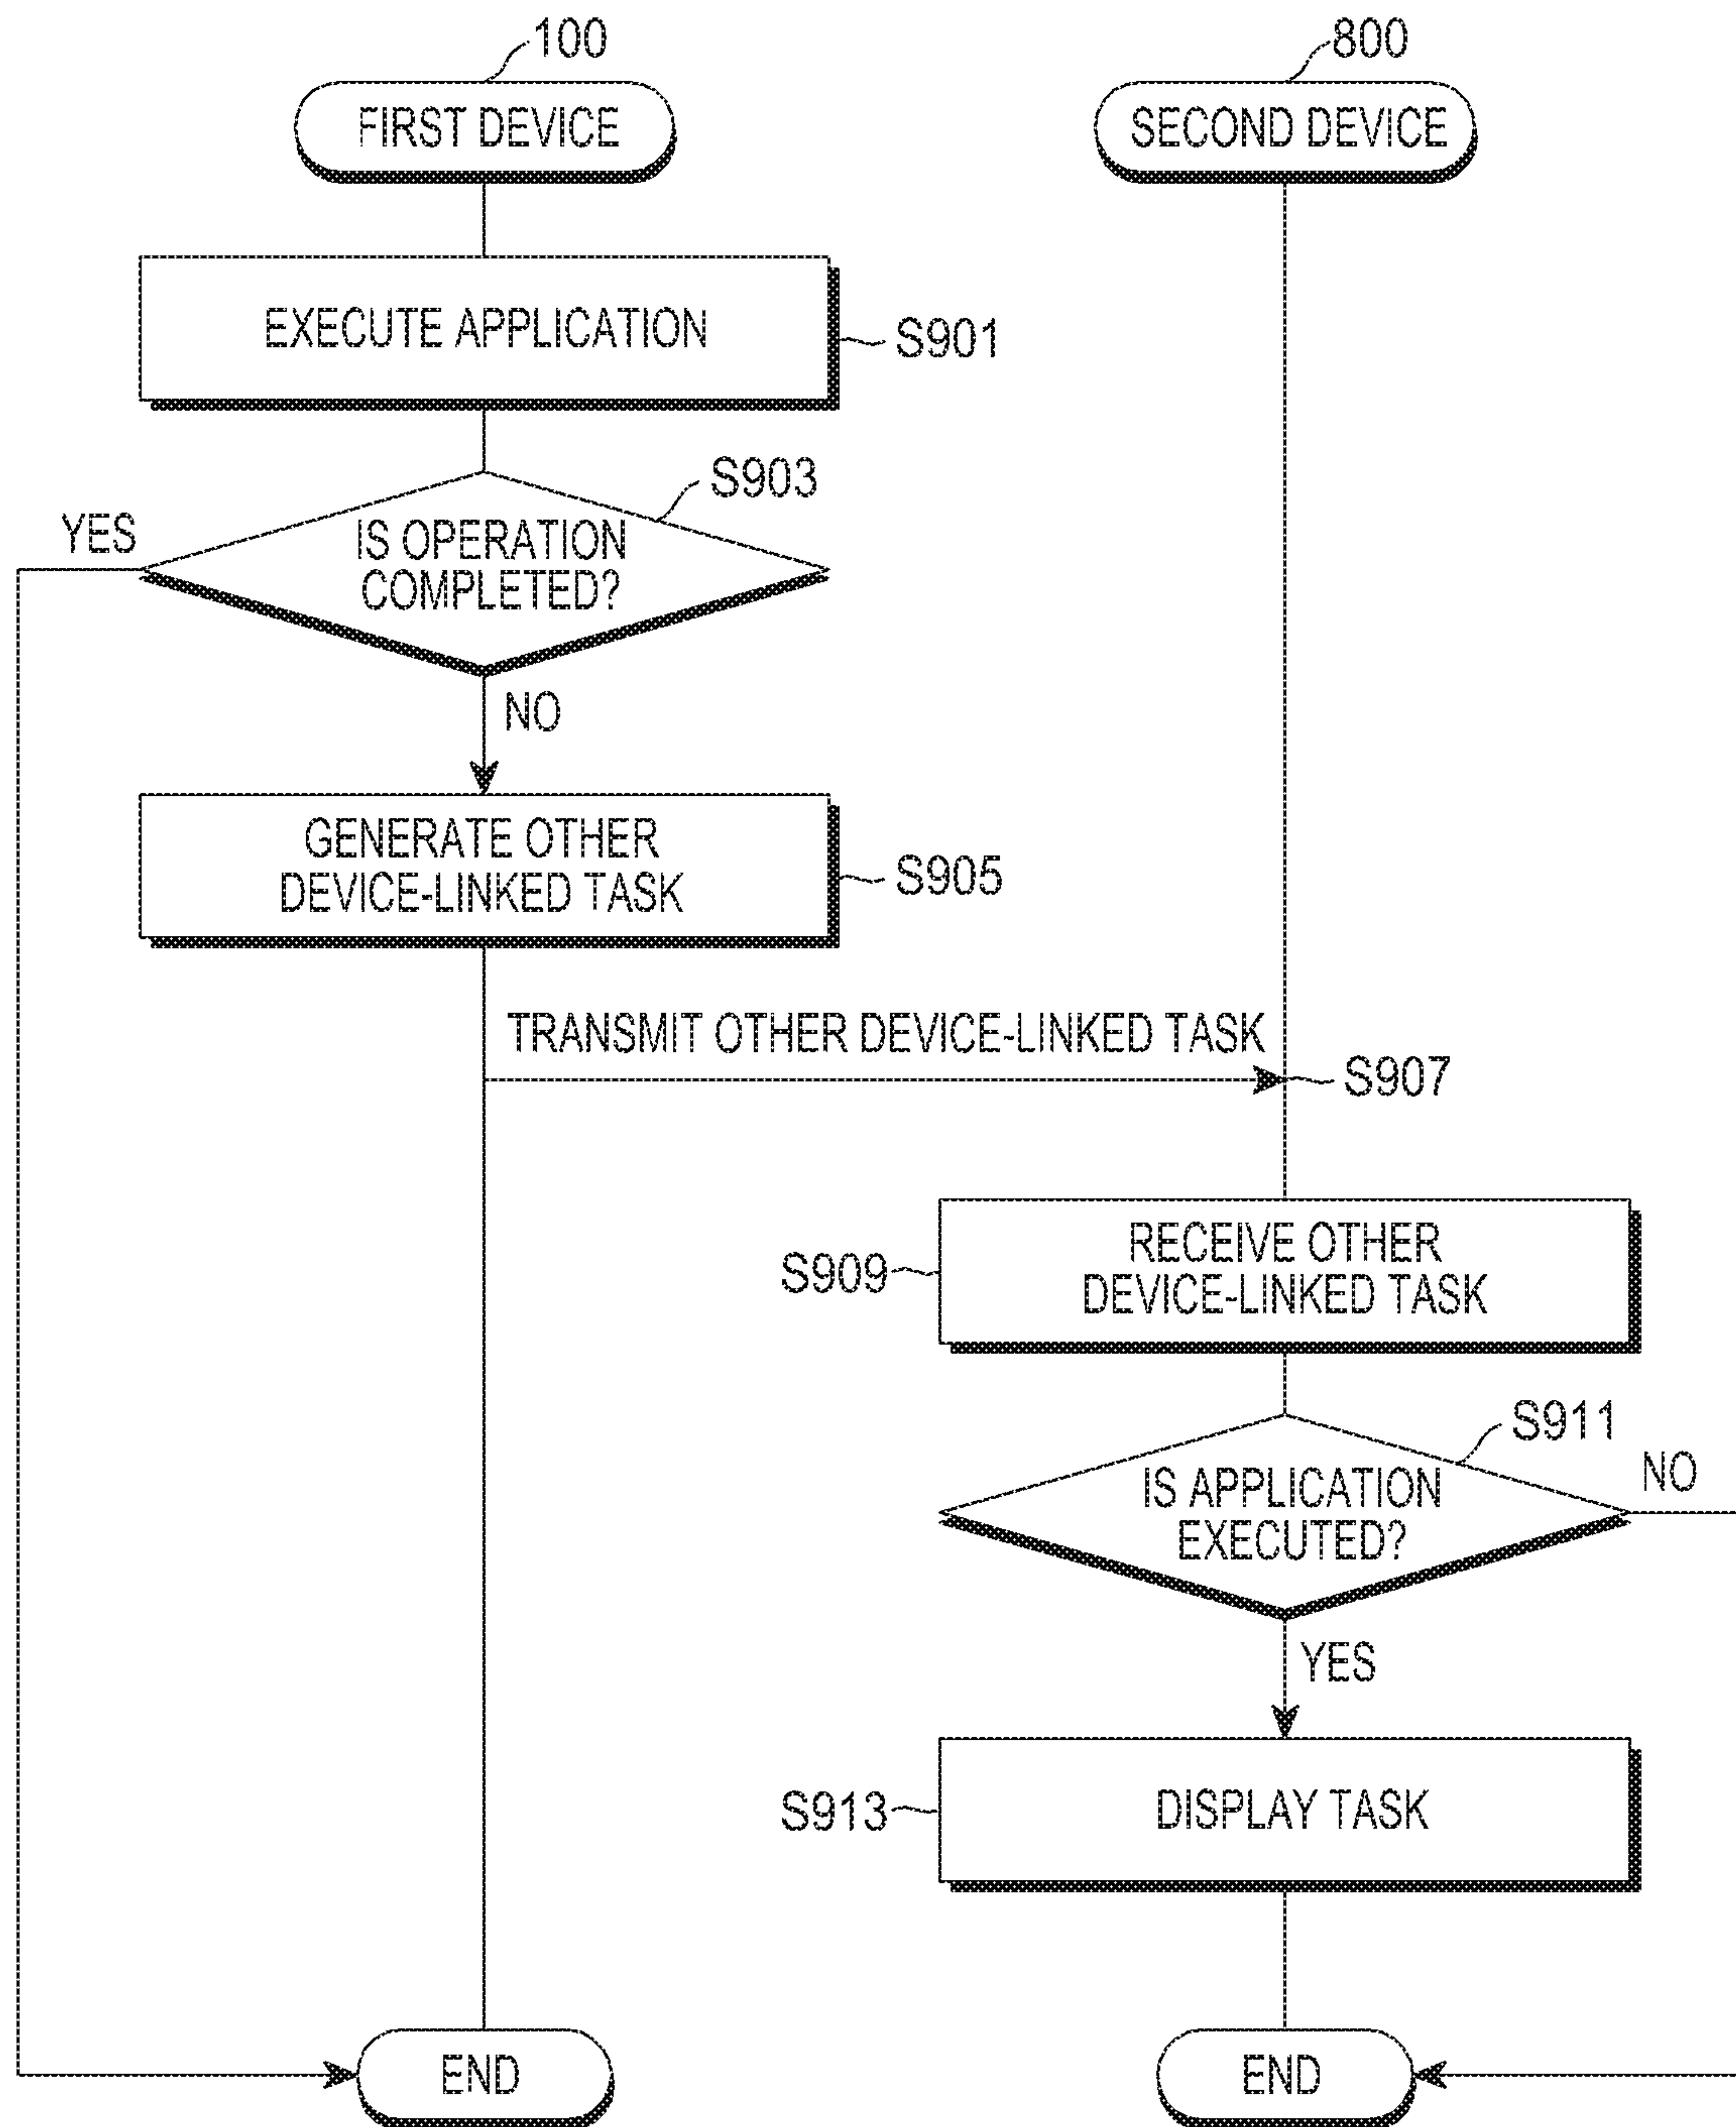 100
800
FIRST DEVICE
SECOND DEVICE
EXECUTE APPLICATION
S901
S903
YES
IS OPERATION
COMPLETED?
NO
GENERATE OTHER
DEVICE-LINKED TASK
S905
TRANSMIT OTHER DEVICE-LINKED TASK
S907
RECEIVE OTHER
DEVICE-LINKED TASK
S909
S911
NO
IS APPLICATION
EXECUTED?
YES
S913
DISPLAY TASK
END
END